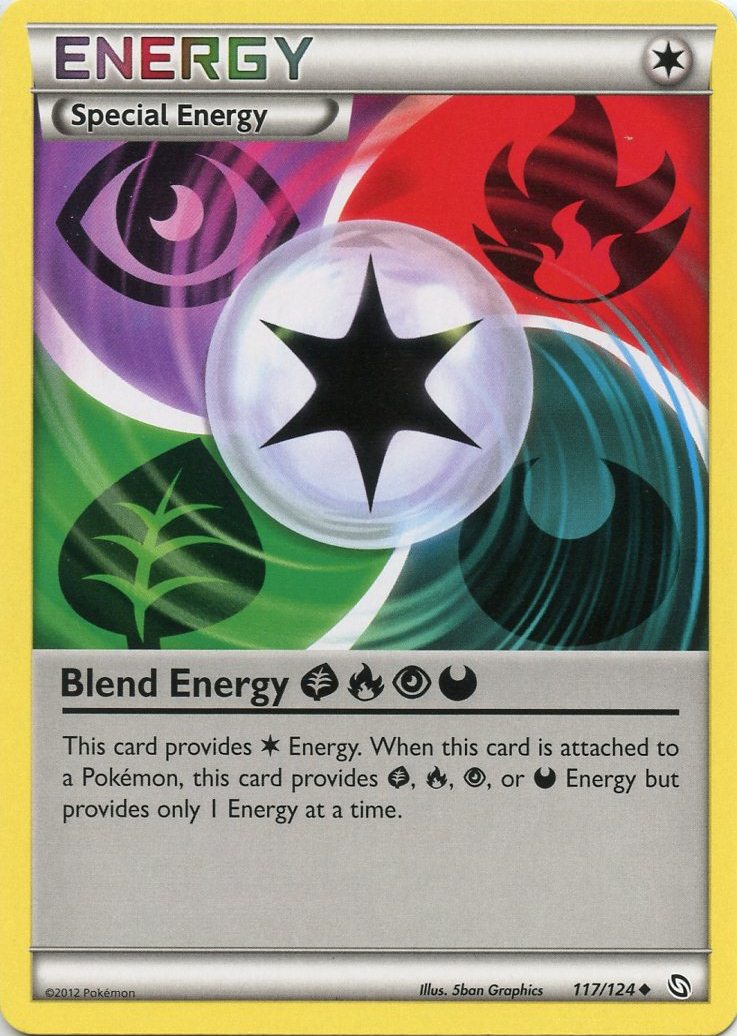 ENERGY
Special Energy
Blend Energy
This card provides Energy. When this card is attached to
a Pokémon, this card provides , , , or Energy but
provides only 1 Energy at a time.
©2012 Pokémon
Illus. 5ban Graphics
117/124